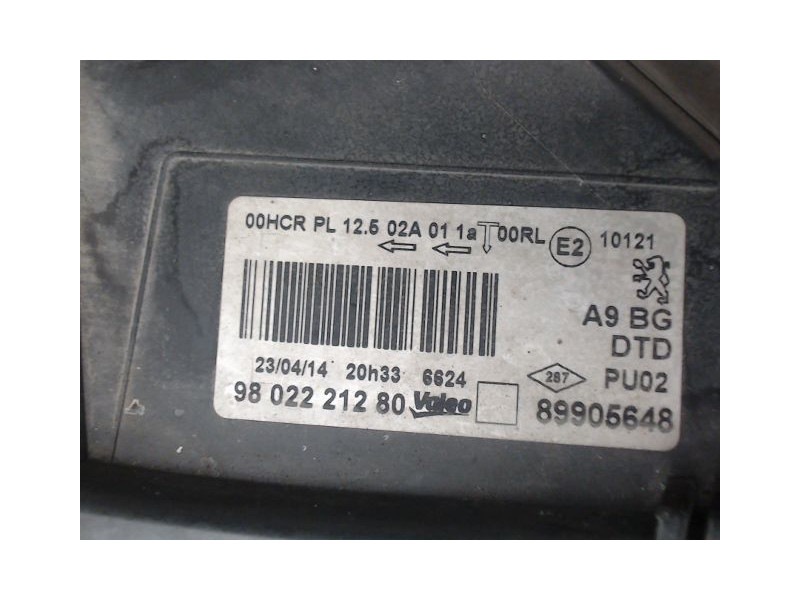 00HCR PL 12.5 02A 01 1a 00RL E2 10121
A9 BG
DTD
23/04/14 20h33 6624 287 PU02
98 022 212 80 Valeo 89905648